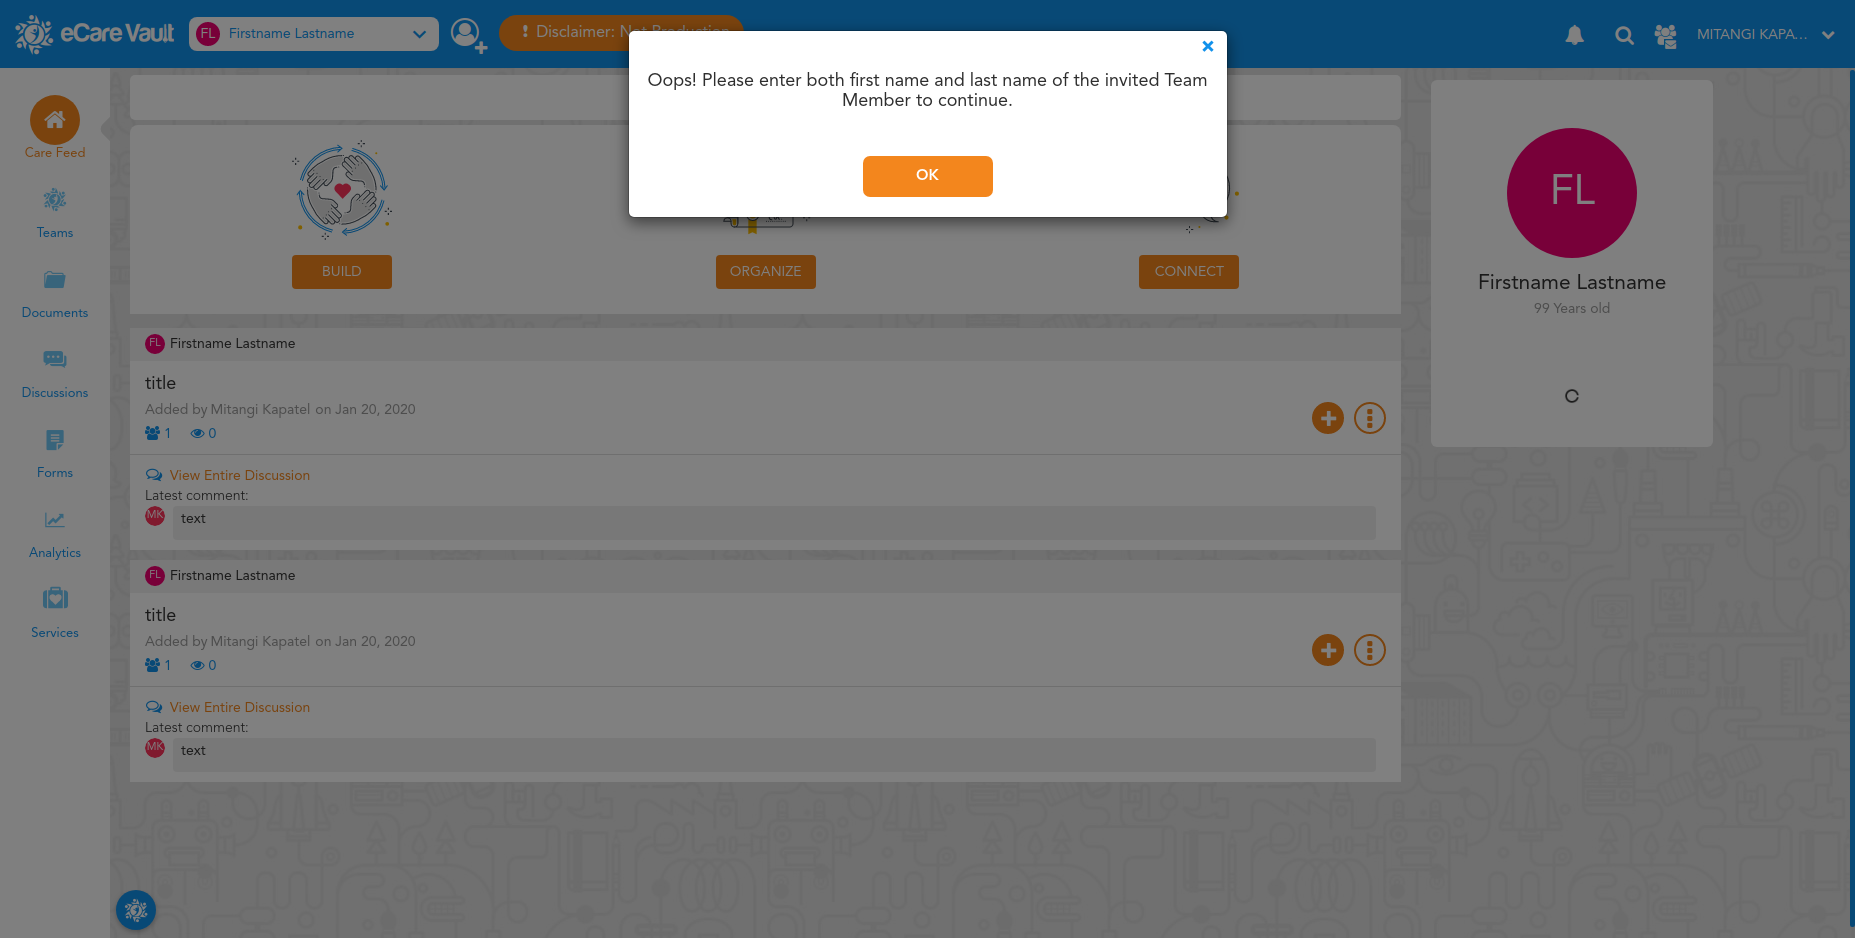 eCare Vault
FL Firstname Lastname
Disclaimer: Not Production
MITANGI KAPA...
Oops! Please enter both first name and last name of the invited Team
Member to continue.
OK
Care Feed
Teams
Documents
Discussions
Forms
Analytics
Services
BUILD
ORGANIZE
CONNECT
FL Firstname Lastname
title
Added by Mitangi Kapatel on Jan 20, 2020
1 0
View Entire Discussion
Latest comment:
MK text
FL Firstname Lastname
title
Added by Mitangi Kapatel on Jan 20, 2020
1 0
View Entire Discussion
Latest comment:
MK text
FL
Firstname Lastname
99 Years old